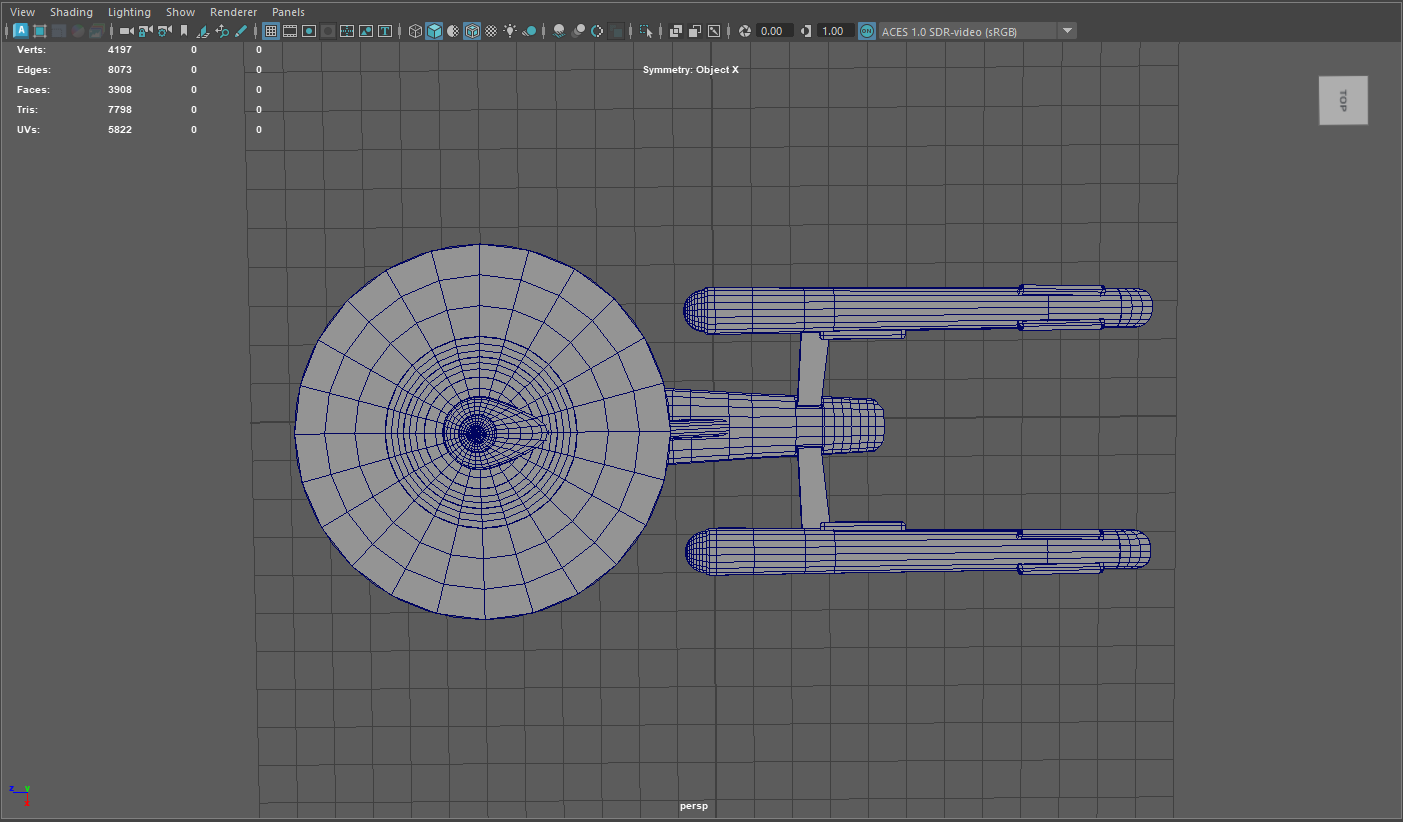 View Shading Lighting Show Renderer Panels
A T 0.00 1.00 ON ACES 1.0 SDR-video (sRGB)
Verts: 4197 0 0
Edges: 8073 0 0
Symmetry: Object X
Faces: 3908 0 0
TOP
Tris: 7798 0 0
UVs: 5822 0 0
z y
x
persp